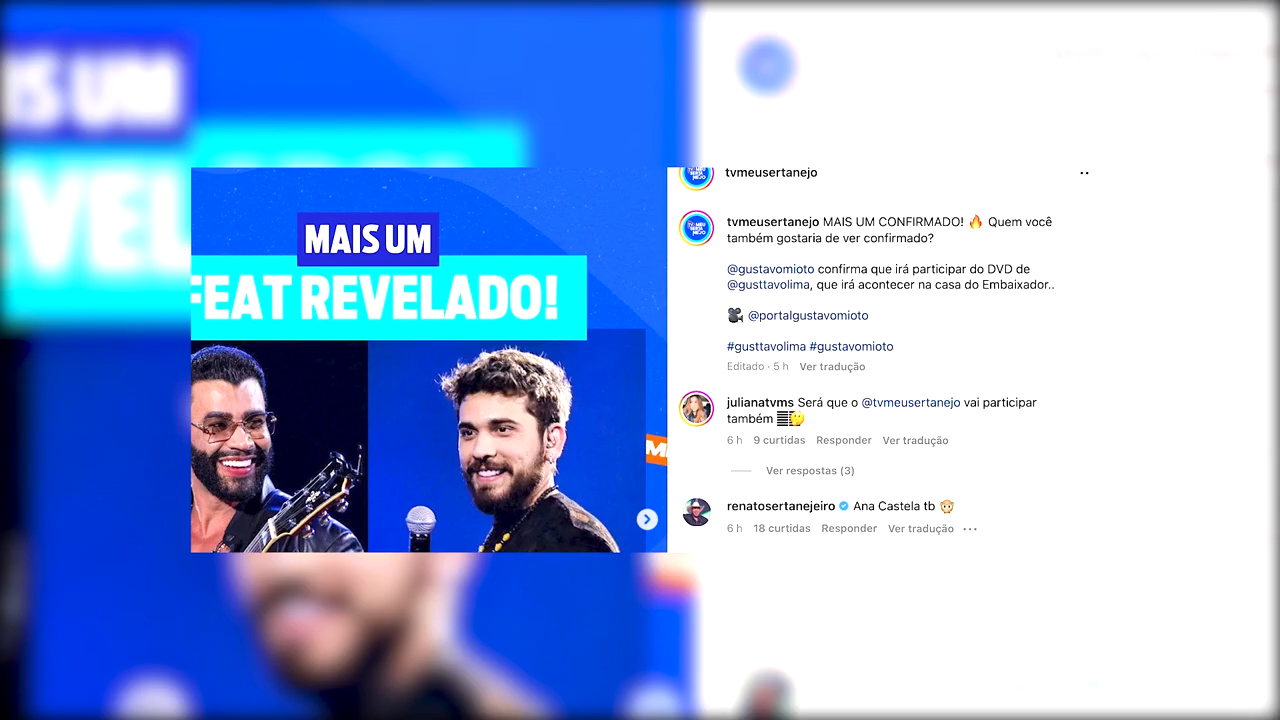 MAIS UM
FEAT REVELADO!
tvmeusertanejo
tvmeusertanejo MAIS UM CONFIRMADO! 🔥 Quem você
também gostaria de ver confirmado?
@gustavomioto confirma que irá participar do DVD de
@gusttavolima, que irá acontecer na casa do Embaixador..
🎥 @portalgustavomioto
#gusttavolima #gustavomioto
Editado · 5 h Ver tradução
julianatvms Será que o @tvmeusertanejo vai participar
também
6 h 9 curtidas Responder Ver tradução
Ver respostas (3)
renatosertanejeiro Ana Castela tb
6 h 18 curtidas Responder Ver tradução ...